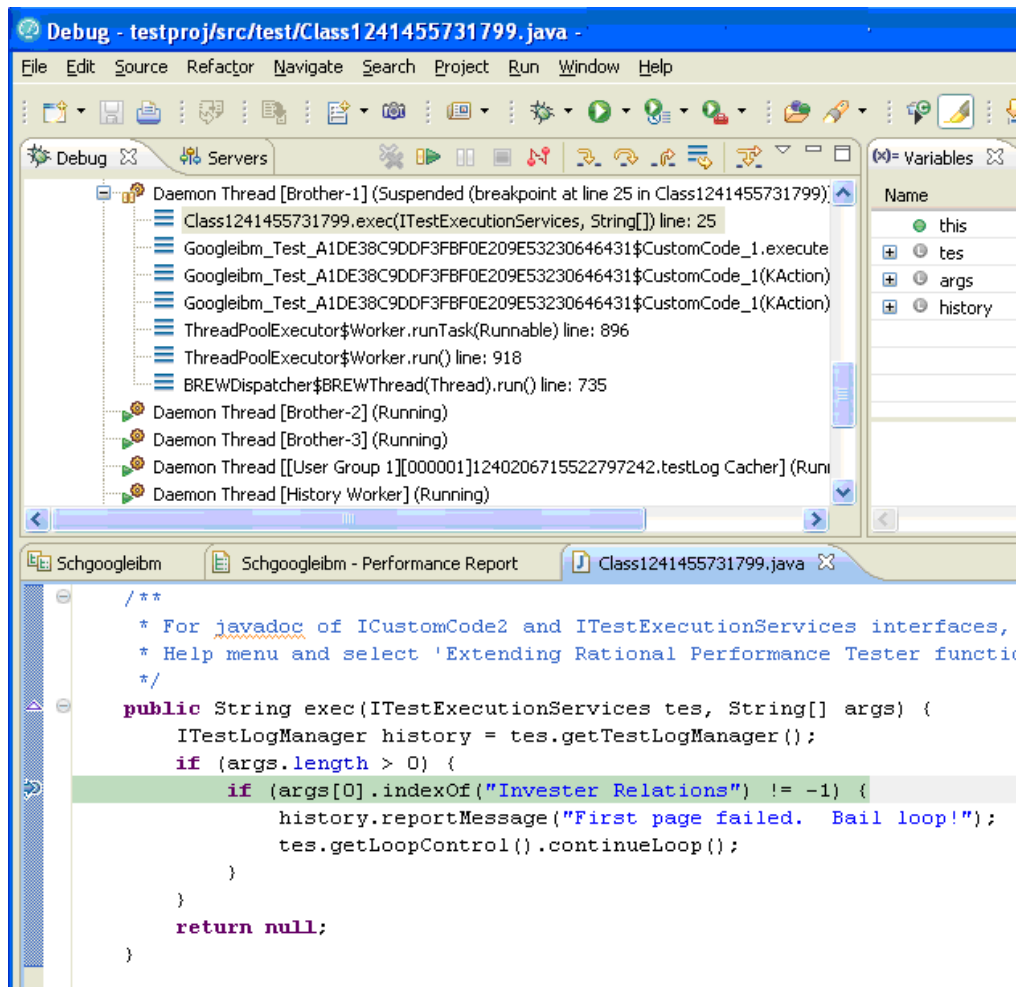 Debug - testproj/src/test/Class1241455731799.java -
File Edit Source Refactor Navigate Search Project Run Window Help
Debug Servers
(x)= Variables
Daemon Thread [Brother-1] (Suspended (breakpoint at line 25 in Class1241455731799)
Class1241455731799.exec(ITestExecutionServices, String[]) line: 25
Googleibm_Test_A1DE38C9DDF3FBF0E209E53230646431$CustomCode_1.execute
Googleibm_Test_A1DE38C9DDF3FBF0E209E53230646431$CustomCode_1(KAction)
Googleibm_Test_A1DE38C9DDF3FBF0E209E53230646431$CustomCode_1(KAction)
ThreadPoolExecutor$Worker.runTask(Runnable) line: 896
ThreadPoolExecutor$Worker.run() line: 918
BREWDispatcher$BREWThread(Thread).run() line: 735
Daemon Thread [Brother-2] (Running)
Daemon Thread [Brother-3] (Running)
Daemon Thread [[User Group 1][000001]1240206715522797242.testLog Cacher] (Runn
Daemon Thread [History Worker] (Running)
Name
this
tes
args
history
Schgoogleibm Schgoogleibm - Performance Report Class1241455731799.java
/**
* For javadoc of ICustomCode2 and ITestExecutionServices interfaces,
* Help menu and select 'Extending Rational Performance Tester functio
*/
public String exec(ITestExecutionServices tes, String[] args) {
ITestLogManager history = tes.getTestLogManager();
if (args.length > 0) {
if (args[0].indexOf("Invester Relations") != -1) {
history.reportMessage("First page failed.  Bail loop!");
tes.getLoopControl().continueLoop();
}
}
return null;
}